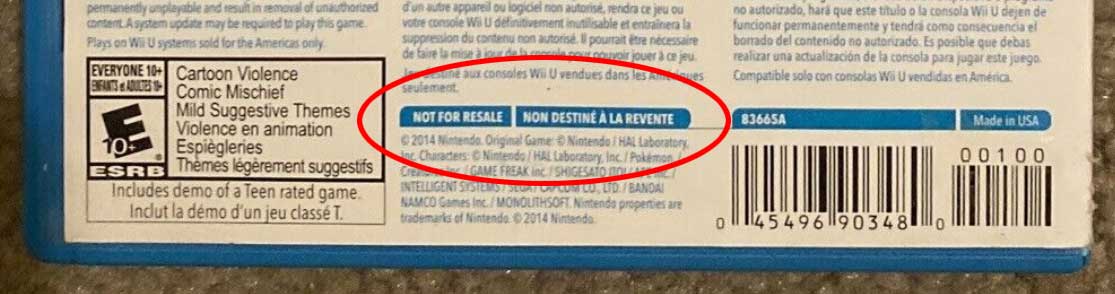 permanently unplayable and result in removal of unauthorized
content. A system update may be required to play this game.
Plays on Wii U systems sold for the Americas only.
EVERYONE 10+
ENFANTS et ADULTES 10+
E
10+
®
ESRB
Cartoon Violence
Comic Mischief
Mild Suggestive Themes
Violence en animation
Espiègleries
Thèmes légèrement suggestifs
Includes demo of a Teen rated game.
Inclut la démo d'un jeu classé T.
d'un autre appareil ou logiciel non autorisé, rendra ce jeu ou
votre console Wii U définitivement inutilisable et entraînera la
suppression du contenu non autorisé. Il pourrait être nécessaire
de faire la mise à jour de la console pour pouvoir jouer à ce jeu.
Jeu destiné aux consoles Wii U vendues dans les Amériques
seulement.
NOT FOR RESALE NON DESTINÉ À LA REVENTE
© 2014 Nintendo. Original Game: © Nintendo / HAL Laboratory,
Inc. Characters: © Nintendo / HAL Laboratory, Inc. / Pokémon. /
Creatures Inc. / GAME FREAK inc. / SHIGESATO ITOI / APE inc. /
INTELLIGENT SYSTEMS / SEGA / CAPCOM CO., LTD. / BANDAI
NAMCO Games Inc. / MONOLITHSOFT. Nintendo properties are
trademarks of Nintendo. © 2014 Nintendo.
no autorizado, hará que este título o la consola Wii U dejen de
funcionar permanentemente y tendrá como consecuencia el
borrado del contenido no autorizado. Es posible que debas
realizar una actualización de la consola para jugar este juego.
Compatible solo con consolas Wii U vendidas en América.
83665A Made in USA
00100
0 45496 90348 0